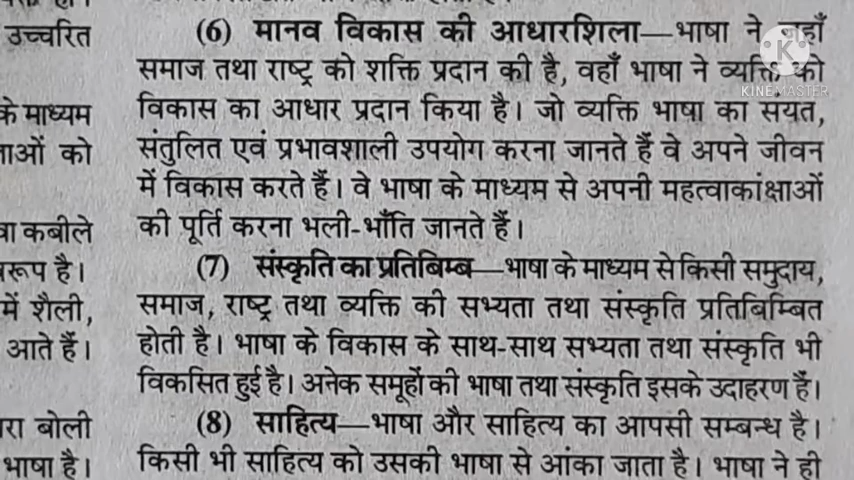 उच्चरित
के माध्यम
ाओं को
वा कबीले
रूप है।
में शैली,
आते हैं।
रा बोली
भाषा है।
(6) मानव विकास की आधारशिला—भाषा ने जहाँ
समाज तथा राष्ट्र को शक्ति प्रदान की है, वहाँ भाषा ने व्यक्ति को
विकास का आधार प्रदान किया है। जो व्यक्ति भाषा का संयत,
संतुलित एवं प्रभावशाली उपयोग करना जानते हैं वे अपने जीवन
में विकास करते हैं। वे भाषा के माध्यम से अपनी महत्वाकांक्षाओं
की पूर्ति करना भली-भाँति जानते हैं।
(7) संस्कृति का प्रतिबिम्ब—भाषा के माध्यम से किसी समुदाय,
समाज, राष्ट्र तथा व्यक्ति की सभ्यता तथा संस्कृति प्रतिबिम्बित
होती है। भाषा के विकास के साथ-साथ सभ्यता तथा संस्कृति भी
विकसित हुई है। अनेक समूहों की भाषा तथा संस्कृति इसके उदाहरण हैं।
(8) साहित्य—भाषा और साहित्य का आपसी सम्बन्ध है।
किसी भी साहित्य को उसकी भाषा से आंका जाता है। भाषा ने ही
KINEMASTER